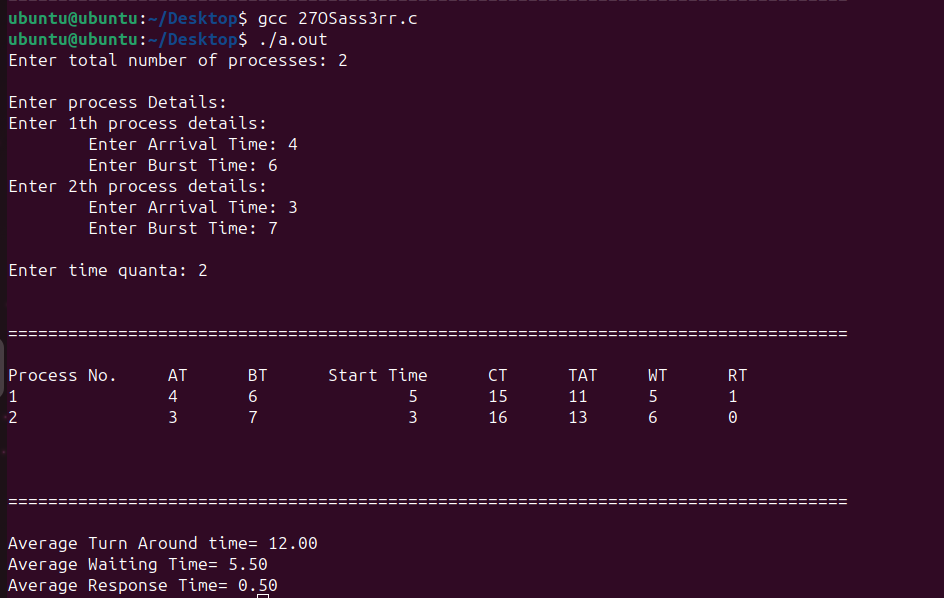 ubuntu@ubuntu:~/Desktop$ gcc 27OSass3rr.c
ubuntu@ubuntu:~/Desktop$ ./a.out
Enter total number of processes: 2
Enter process Details:
Enter 1th process details:
Enter Arrival Time: 4
Enter Burst Time: 6
Enter 2th process details:
Enter Arrival Time: 3
Enter Burst Time: 7
Enter time quanta: 2
====================================================================================
Process No. AT BT Start Time CT TAT WT RT
1 4 6 5 15 11 5 1
2 3 7 3 16 13 6 0
====================================================================================
Average Turn Around time= 12.00
Average Waiting Time= 5.50
Average Response Time= 0.50